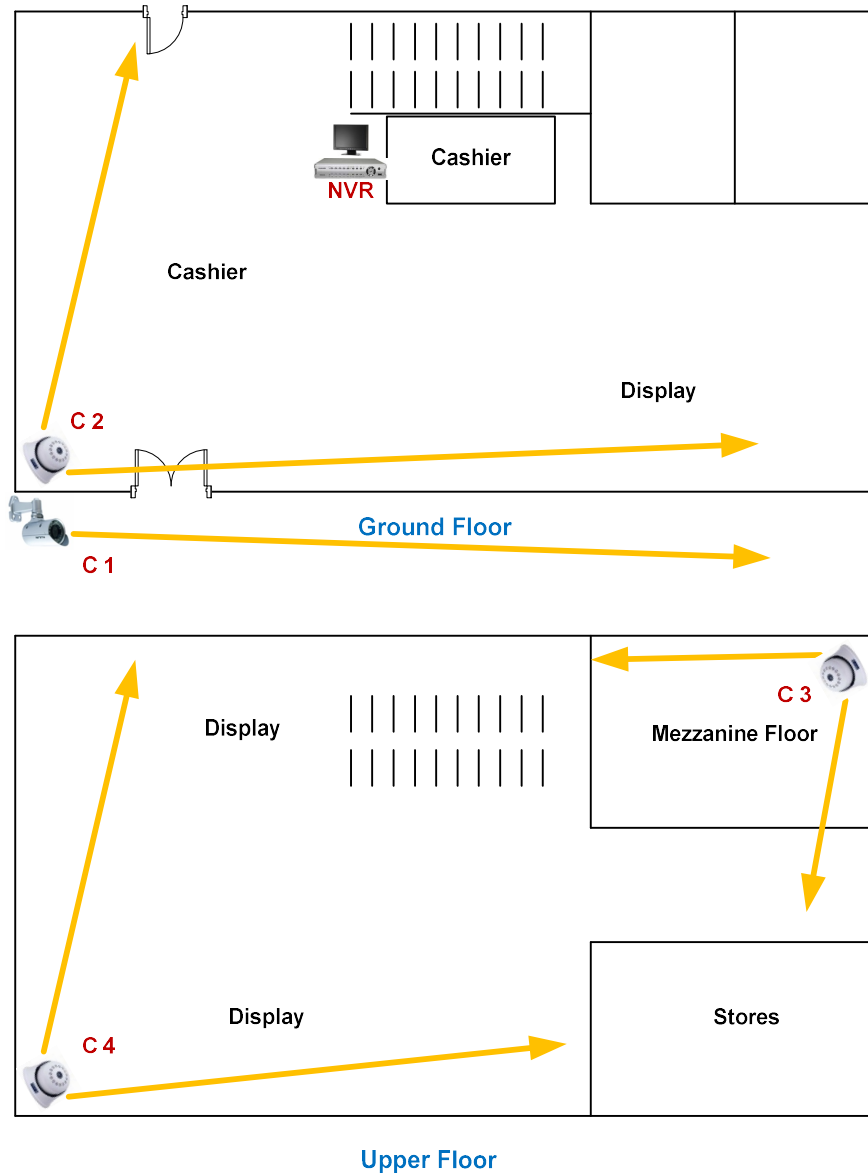 Cashier
NVR
Cashier
Display
C 2
Ground Floor
C 1
C 3
Display
Mezzanine Floor
Display
Stores
C 4
Upper Floor